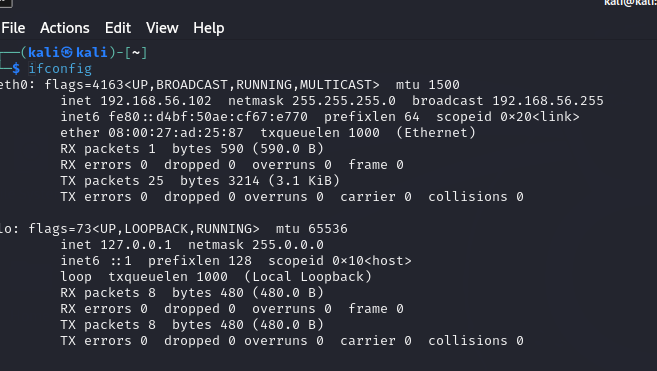 kali@kali:
File Actions Edit View Help
┌──(kali㉿kali)-[~]
└─$ ifconfig
eth0: flags=4163<UP,BROADCAST,RUNNING,MULTICAST>  mtu 1500
        inet 192.168.56.102  netmask 255.255.255.0  broadcast 192.168.56.255
        inet6 fe80::d4bf:50ae:cf67:e770  prefixlen 64  scopeid 0×20<link>
        ether 08:00:27:ad:25:87  txqueuelen 1000  (Ethernet)
        RX packets 1  bytes 590 (590.0 B)
        RX errors 0  dropped 0  overruns 0  frame 0
        TX packets 25  bytes 3214 (3.1 KiB)
        TX errors 0  dropped 0 overruns 0  carrier 0  collisions 0
lo: flags=73<UP,LOOPBACK,RUNNING>  mtu 65536
        inet 127.0.0.1  netmask 255.0.0.0
        inet6 ::1  prefixlen 128  scopeid 0×10<host>
        loop  txqueuelen 1000  (Local Loopback)
        RX packets 8  bytes 480 (480.0 B)
        RX errors 0  dropped 0  overruns 0  frame 0
        TX packets 8  bytes 480 (480.0 B)
        TX errors 0  dropped 0 overruns 0  carrier 0  collisions 0